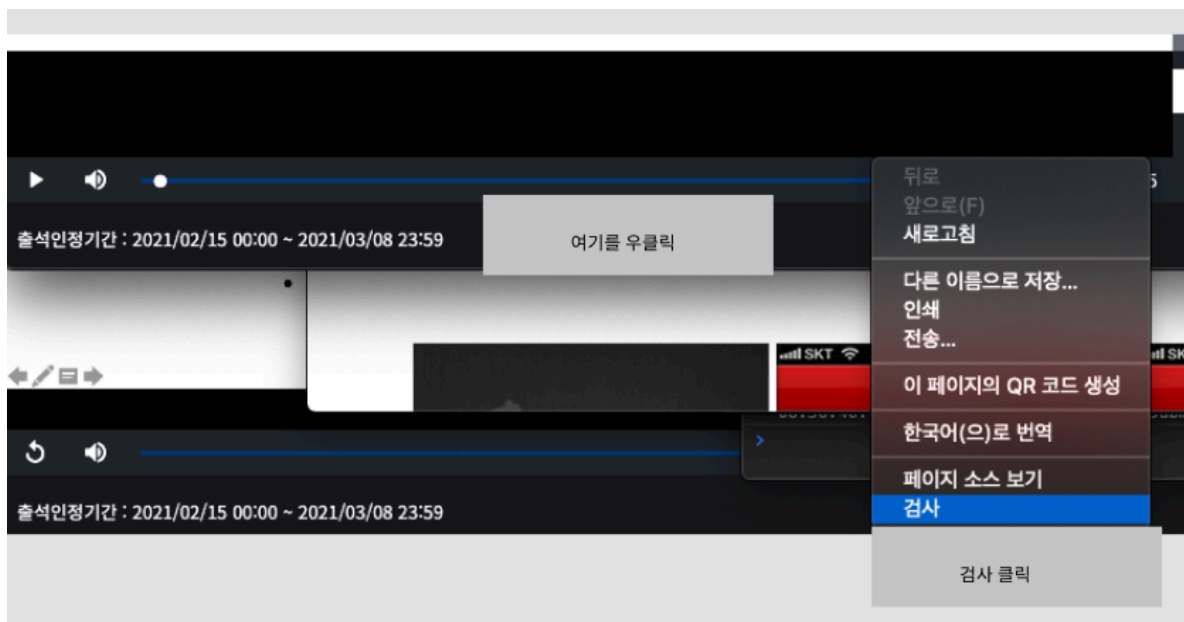 뒤로
5
앞으로(F)
출석인정기간 : 2021/02/15 00:00 ~ 2021/03/08 23:59
여기를 우클릭
새로고침
다른 이름으로 저장...
인쇄
전송...
SKT
이 페이지의 QR 코드 생성
한국어(으)로 번역
페이지 소스 보기
출석인정기간 : 2021/02/15 00:00 ~ 2021/03/08 23:59
검사
검사 클릭